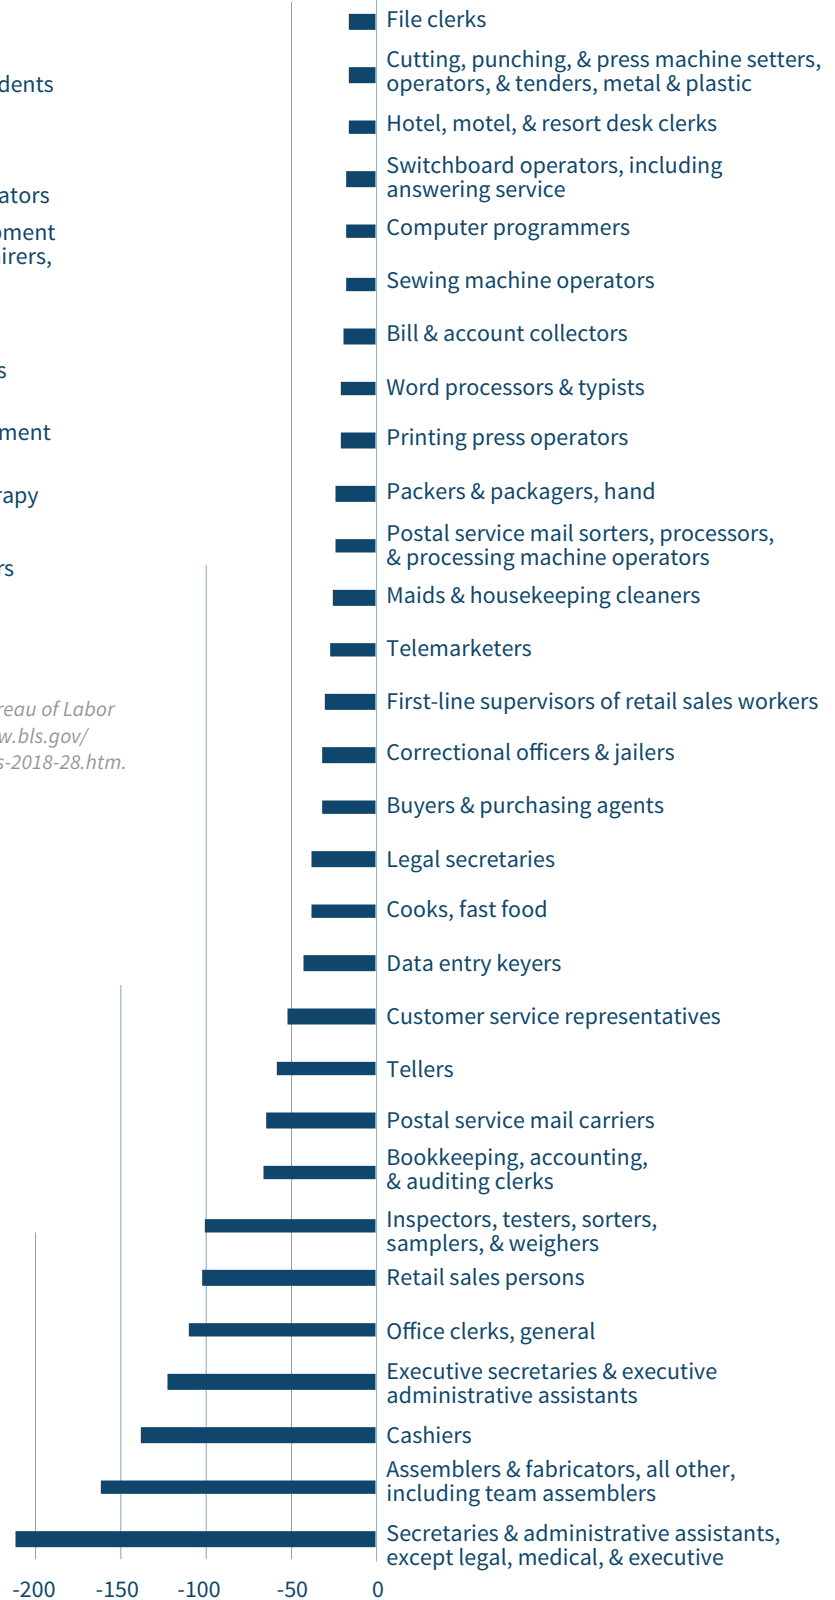 File clerks
Cutting, punching, & press machine setters,
operators, & tenders, metal & plastic
dents
Hotel, motel, & resort desk clerks
Switchboard operators, including
answering service
ators
Computer programmers
oment
irers,
Sewing machine operators
Bill & account collectors
s
Word processors & typists
ment
Printing press operators
rapy
Packers & packagers, hand
Postal service mail sorters, processors,
& processing machine operators
rs
Maids & housekeeping cleaners
Telemarketers
First-line supervisors of retail sales workers
reau of Labor
w.bls.gov/
s-2018-28.htm.
Correctional officers & jailers
Buyers & purchasing agents
Legal secretaries
Cooks, fast food
Data entry keyers
Customer service representatives
Tellers
Postal service mail carriers
Bookkeeping, accounting,
& auditing clerks
Inspectors, testers, sorters,
samplers, & weighers
Retail sales persons
Office clerks, general
Executive secretaries & executive
administrative assistants
Cashiers
Assemblers & fabricators, all other,
including team assemblers
Secretaries & administrative assistants,
except legal, medical, & executive
-200 -150 -100 -50 0